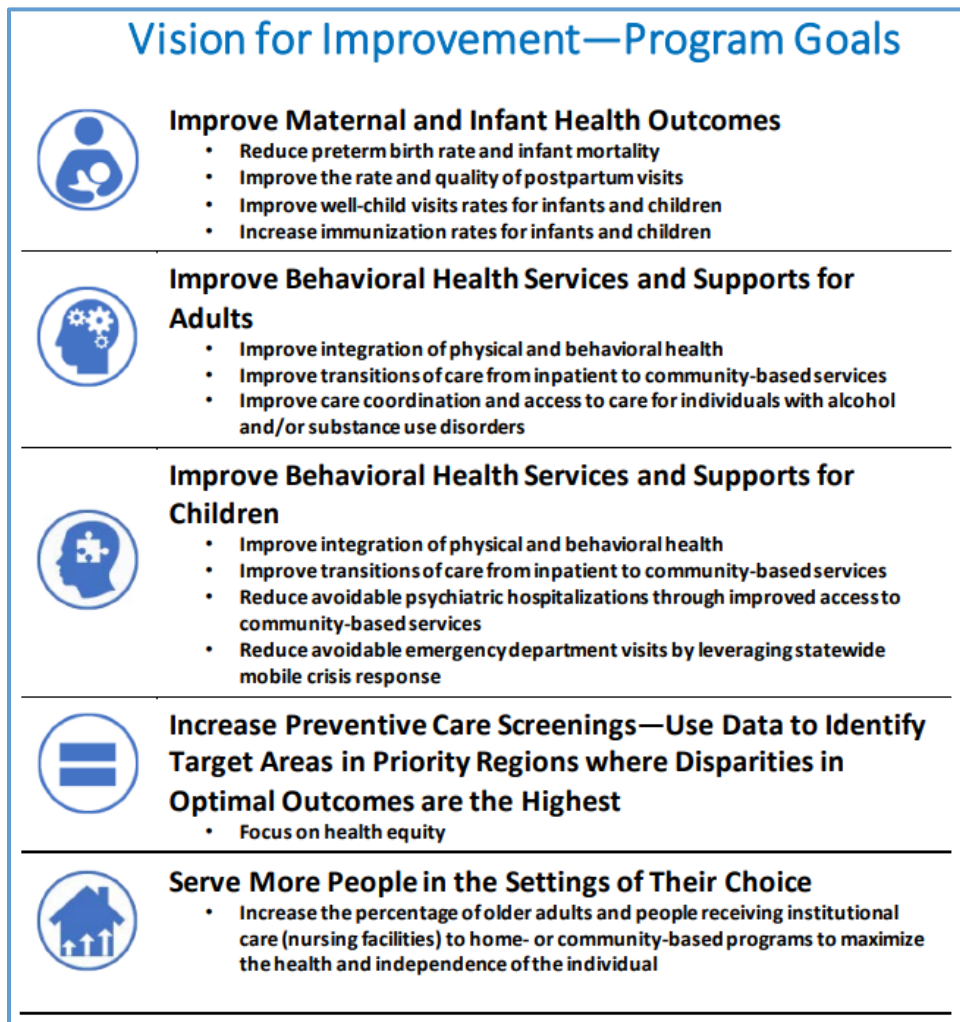 Vision for Improvement—Program Goals
Improve Maternal and Infant Health Outcomes
• Reduce preterm birth rate and infant mortality
• Improve the rate and quality of postpartum visits
• Improve well-child visits rates for infants and children
• Increase immunization rates for infants and children
Improve Behavioral Health Services and Supports for
Adults
• Improve integration of physical and behavioral health
• Improve transitions of care from inpatient to community-based services
• Improve care coordination and access to care for individuals with alcohol
and/or substance use disorders
Improve Behavioral Health Services and Supports for
Children
• Improve integration of physical and behavioral health
• Improve transitions of care from inpatient to community-based services
• Reduce avoidable psychiatric hospitalizations through improved access to
community-based services
• Reduce avoidable emergency department visits by leveraging statewide
mobile crisis response
Increase Preventive Care Screenings—Use Data to Identify
Target Areas in Priority Regions where Disparities in
Optimal Outcomes are the Highest
• Focus on health equity
Serve More People in the Settings of Their Choice
• Increase the percentage of older adults and people receiving institutional
care (nursing facilities) to home- or community-based programs to maximize
the health and independence of the individual